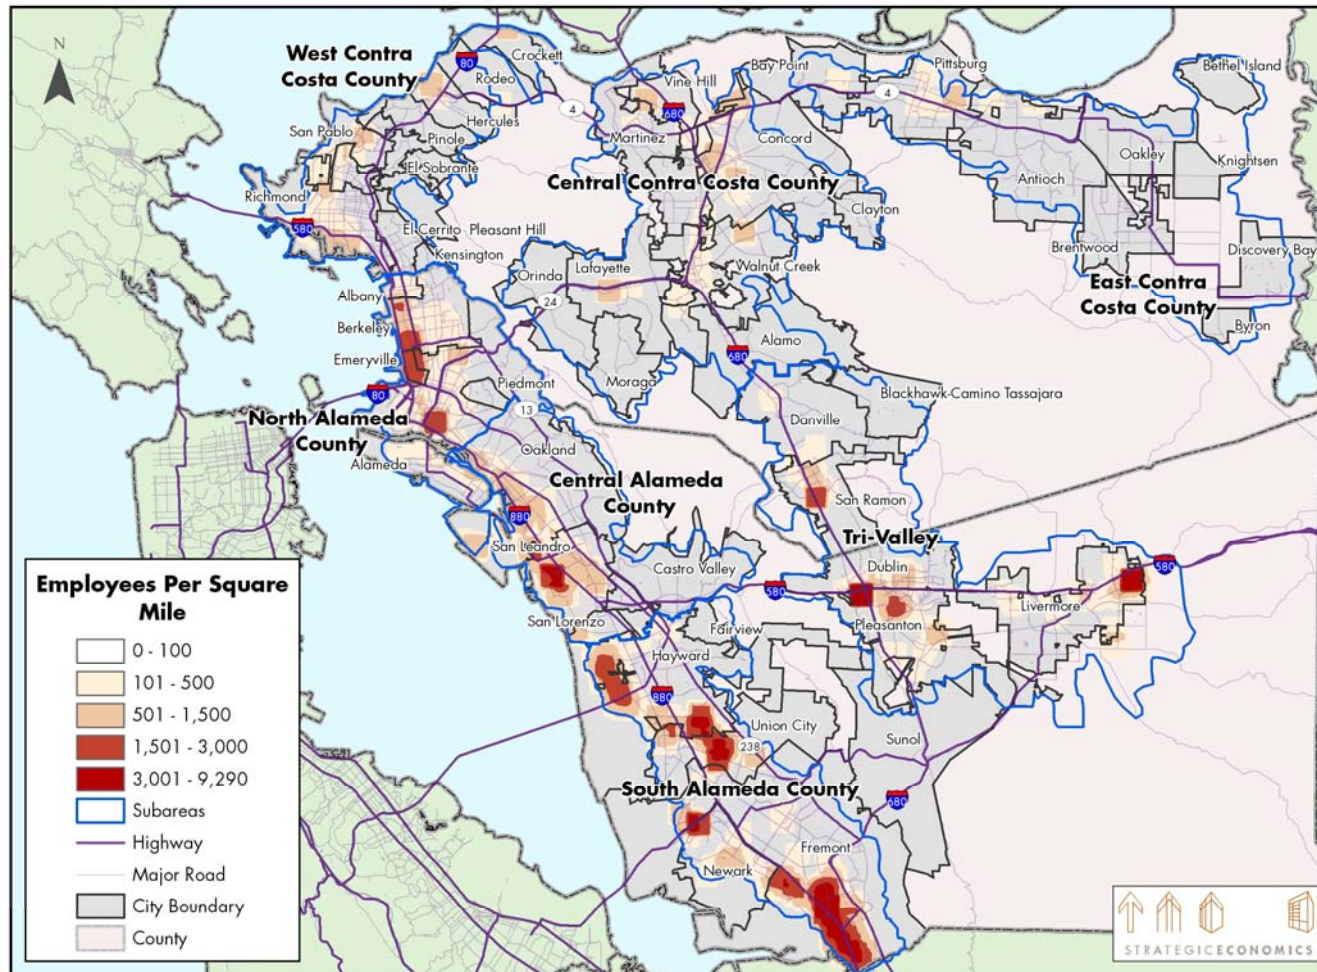 N
West Contra
Costa County
80
Crockett
Rodeo
Hercules
4
San Pablo
Pinole
El Sobrante
Richmond
580
El Cerrito
Kensington
Vine Hill
Bay Point
680
Martinez
Concord
Central Contra Costa County
Clayton
Pleasant Hill
Orinda
Lafayette
Walnut Creek
24
Alamo
680
Moraga
Pittsburg
4
Bethel Island
Oakley
Knightsen
Antioch
Brentwood
Discovery Bay
East Contra
Costa County
Byron
Albany
Berkeley
Emeryville
80
Piedmont
North Alameda
County
13
Alameda
Oakland
Blackhawk-Camino Tassajara
Danville
San Ramon
Central Alameda
County
880
San Leandro
Castro Valley
Tri-Valley
Dublin
580
580
Livermore
Pleasanton
San Lorenzo
Fairview
Hayward
880
Union City
238
Sunol
South Alameda County
680
Fremont
Newark
Employees Per Square
Mile
0 - 100
101 - 500
501 - 1,500
1,501 - 3,000
3,001 - 9,290
Subareas
Highway
Major Road
City Boundary
County
STRATEGICECONOMICS